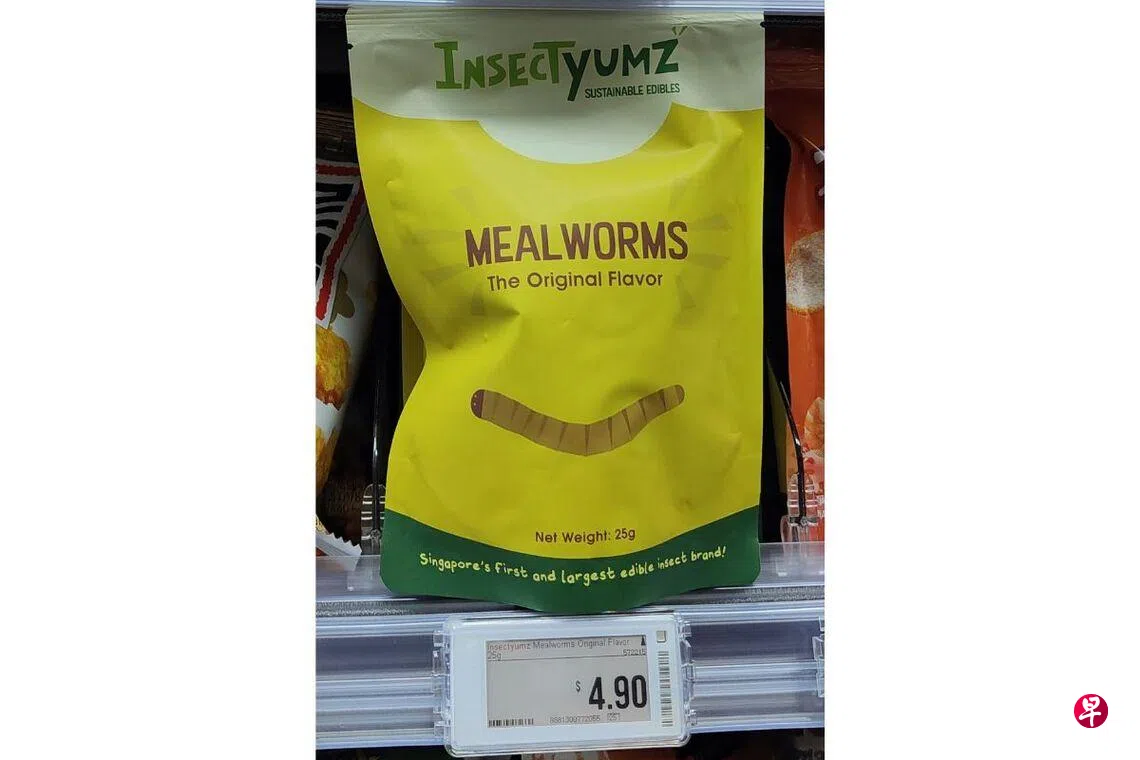 INSECTYUMZ
SUSTAINABLE EDIBLES
MEALWORMS
The Original Flavor
Net Weight: 25g
Singapore's first and largest edible insect brand!
Insectyumz Mealworms Original Flavor
25g
572215
$ 4.90
早